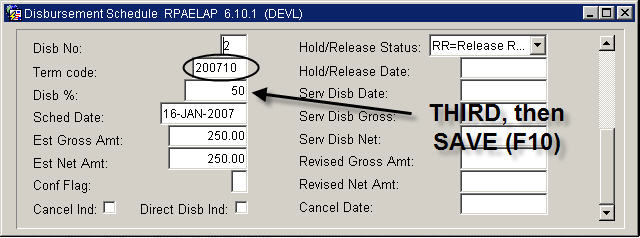 Disbursement Schedule RPAELAP 6.10.1 (DEVL)
Disb No: 2
Hold/Release Status: RR=Release R...
Term code: 200710
Hold/Release Date:
Disb %: 50
Serv Disb Date:
Sched Date: 16-JAN-2007
Serv Disb Gross:
Est Gross Amt: 250.00
Serv Disb Net:
Est Net Amt: 250.00
Revised Gross Amt:
Conf Flag:
Revised Net Amt:
Cancel Ind: Direct Disb Ind:
Cancel Date:
THIRD, then
SAVE (F10)